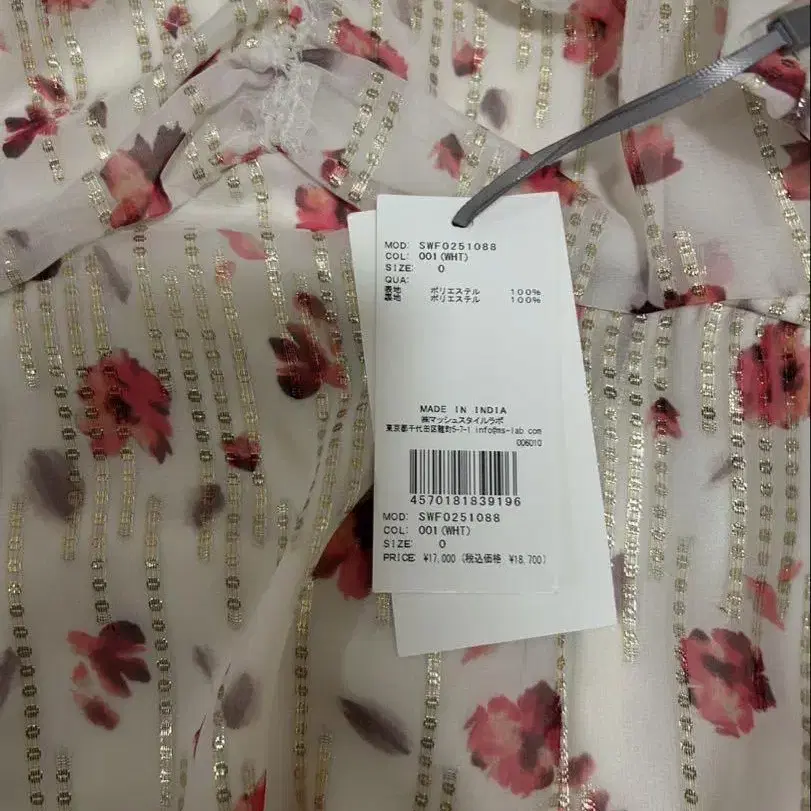 MOD: SWF0251088
COL: 001(WHT)
SIZE: 0
QUA:
表地 ポリエステル 100%
裏地 ポリエステル 100%
MADE IN INDIA
㈱マッシュスタイルラボ
東京都千代田区麹町5-7-1 info@ms-lab.com
006010
4570181839196
MOD: SWF0251088
COL: 001(WHT)
SIZE: 0
PRICE ¥17,000 (税込価格 ¥18,700)